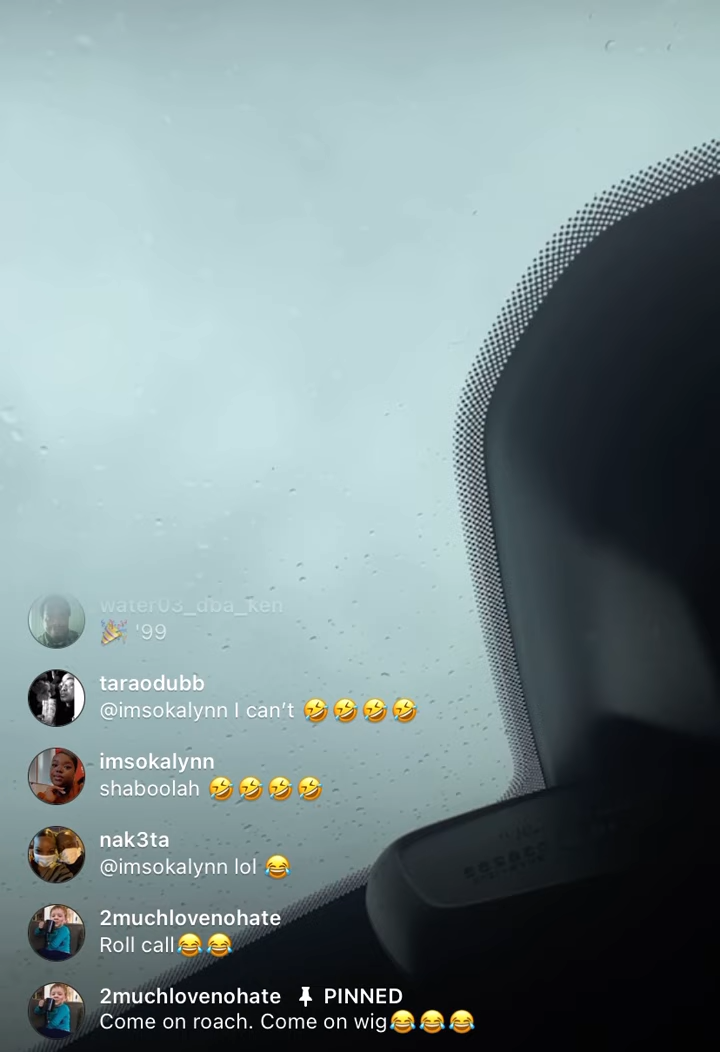 water03_dba_ken
🎉 '99
taraodubb
@imsokalynn I can't 🤣🤣🤣🤣
imsokalynn
shaboolah 🤣🤣🤣🤣
nak3ta
@imsokalynn lol 😂
2muchlovenohate
Roll call😂😂
2muchlovenohate 📌 PINNED
Come on roach. Come on wig😂😂😂